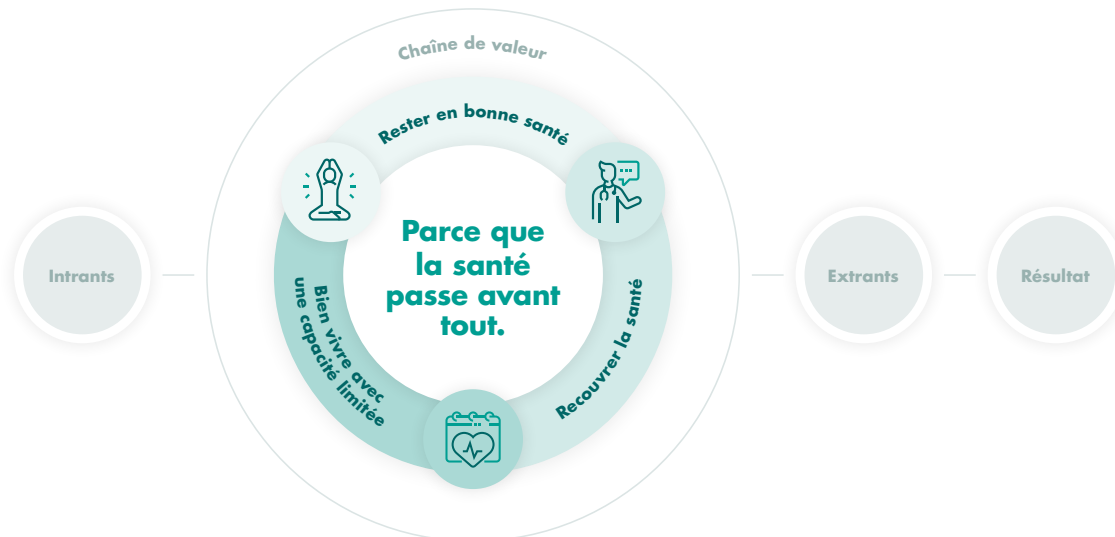 Chaîne de valeur
Rester en bonne santé
Parce que
la santé
passe avant
tout.
Intrants
Bien vivre avec
une capacité limitée
Recouvrer la santé
Extrants
Résultat